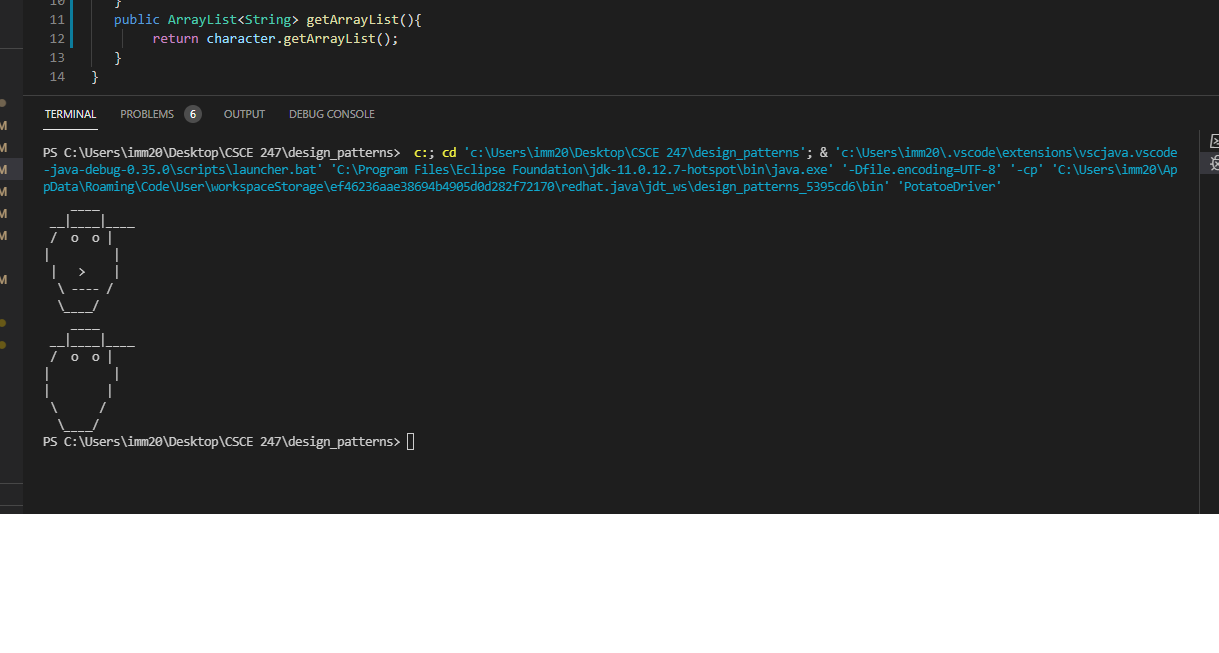 10 }
11 public ArrayList<String> getArrayList(){
12 return character.getArrayList();
13 }
14 }
TERMINAL PROBLEMS 6 OUTPUT DEBUG CONSOLE
PS C:\Users\imm20\Desktop\CSCE 247\design_patterns>  c:; cd 'c:\Users\imm20\Desktop\CSCE 247\design_patterns'; & 'c:\Users\imm20\.vscode\extensions\vscjava.vscode
-java-debug-0.35.0\scripts\launcher.bat' 'C:\Program Files\Eclipse Foundation\jdk-11.0.12.7-hotspot\bin\java.exe' '-Dfile.encoding=UTF-8' '-cp' 'C:\Users\imm20\Ap
pData\Roaming\Code\User\workspaceStorage\ef46236aae38694b4905d0d282f72170\redhat.java\jdt_ws\design_patterns_5395cd6\bin' 'PotatoeDriver'
    ____
 __|____|____
 /  o  o |
|         |
 |   >    |
  \ ---- /
  \____/
    ____
 __|____|____
 /  o  o |
|         |
|        |
 \      /
  \____/
PS C:\Users\imm20\Desktop\CSCE 247\design_patterns>
M
M
M
M
M
M
M